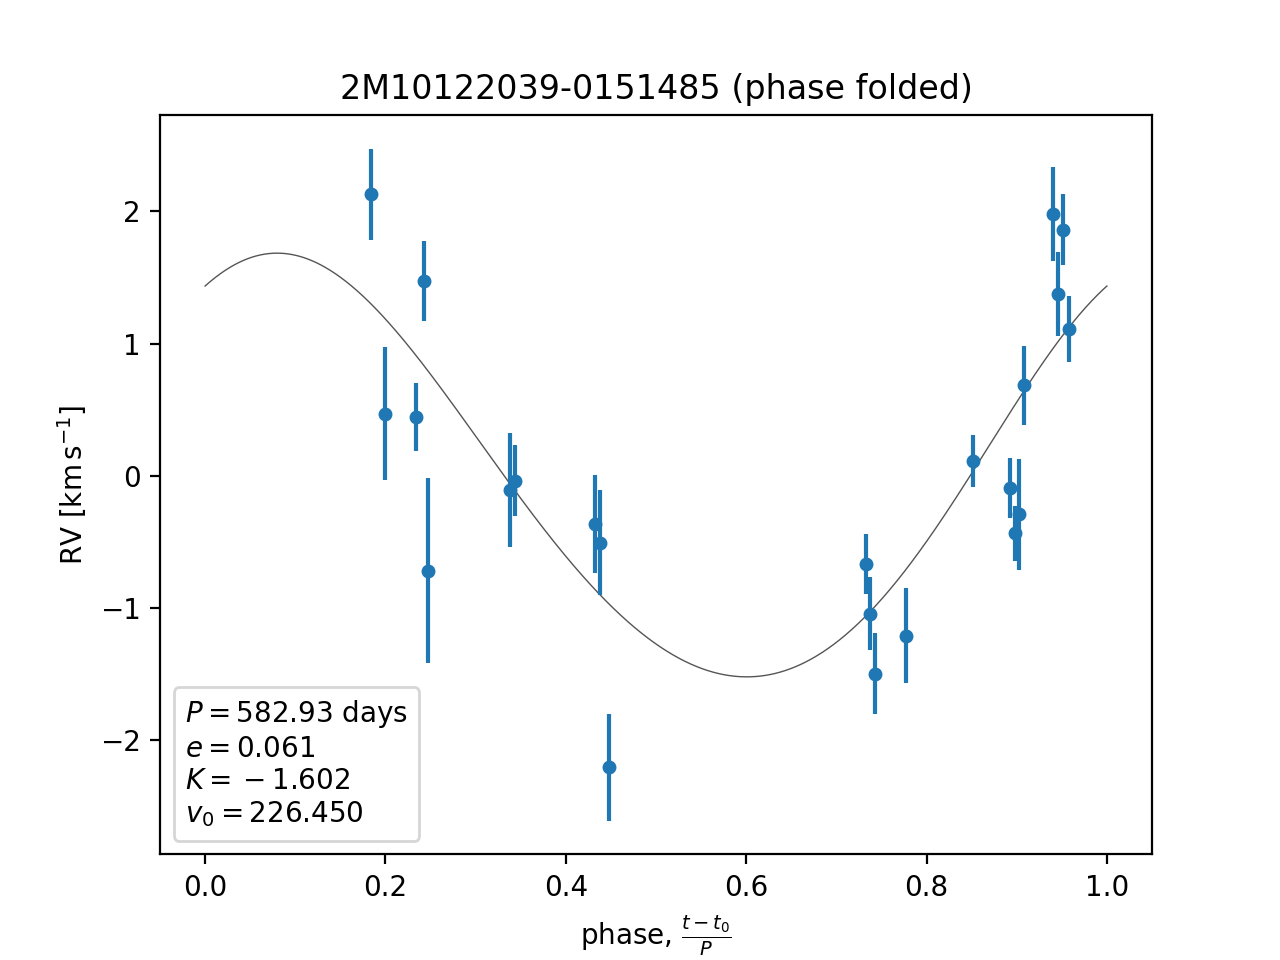 2M10122039-0151485 (phase folded)
2
1
0
−1
−2
RV [km s⁻¹]
P = 582.93 days
e = 0.061
K = − 1.602
v₀ = 226.450
0.0 0.2 0.4 0.6 0.8 1.0
phase, (t − t₀)/P